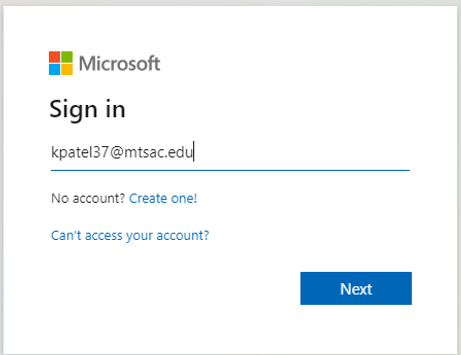 Microsoft
Sign in
kpatel37@mtsac.edu
No account? Create one!
Can't access your account?
Next